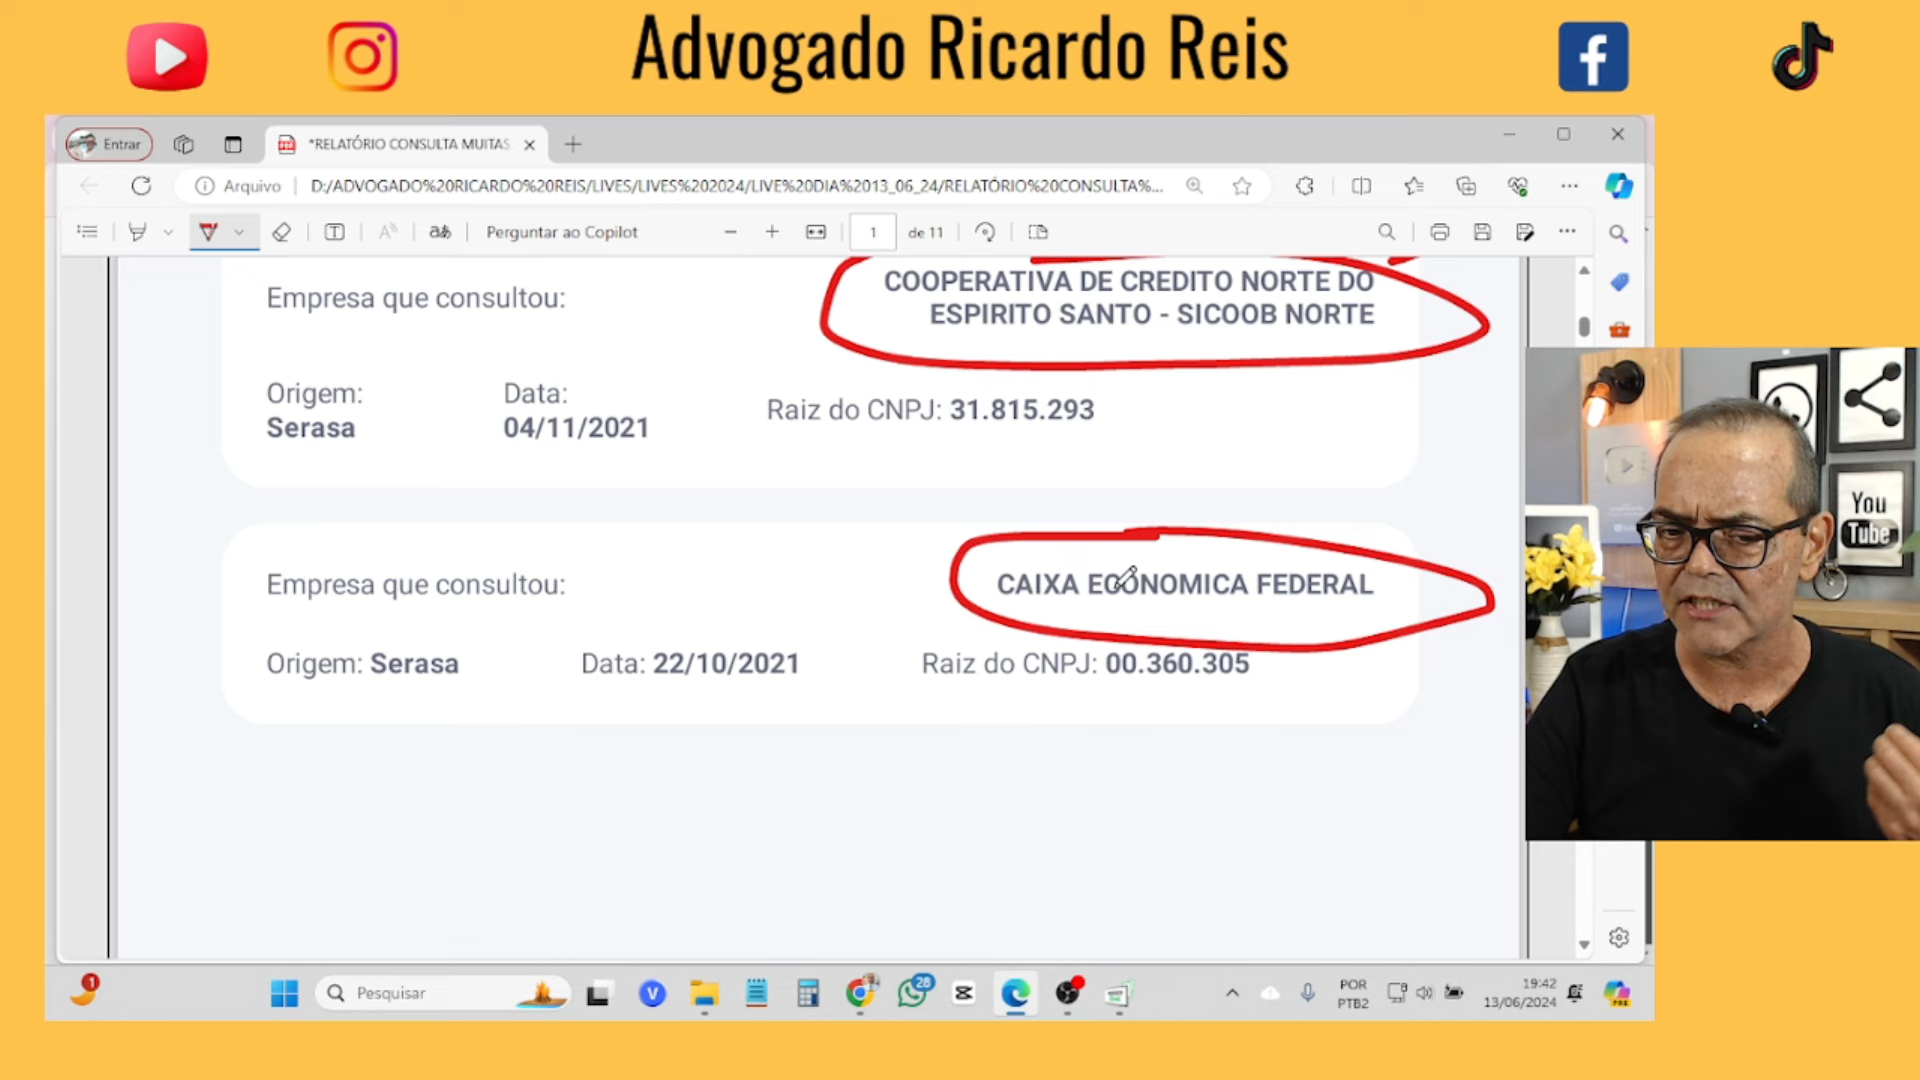 Advogado Ricardo Reis
Entrar
*RELATÓRIO CONSULTA MUITAS
Arquivo
D:/ADVOGADO%20RICARDO%20REIS/LIVES/LIVES%202024/LIVE%20DIA%2013_06_24/RELATÓRIO%20CONSULTA%...
Perguntar ao Copilot
1
de 11
Empresa que consultou:
COOPERATIVA DE CREDITO NORTE DO
ESPIRITO SANTO - SICOOB NORTE
Origem:
Serasa
Data:
04/11/2021
Raiz do CNPJ: 31.815.293
Empresa que consultou:
CAIXA ECONOMICA FEDERAL
Origem: Serasa
Data: 22/10/2021
Raiz do CNPJ: 00.360.305
You
Tube
1
Pesquisar
28
POR
PTB2
19:42
13/06/2024